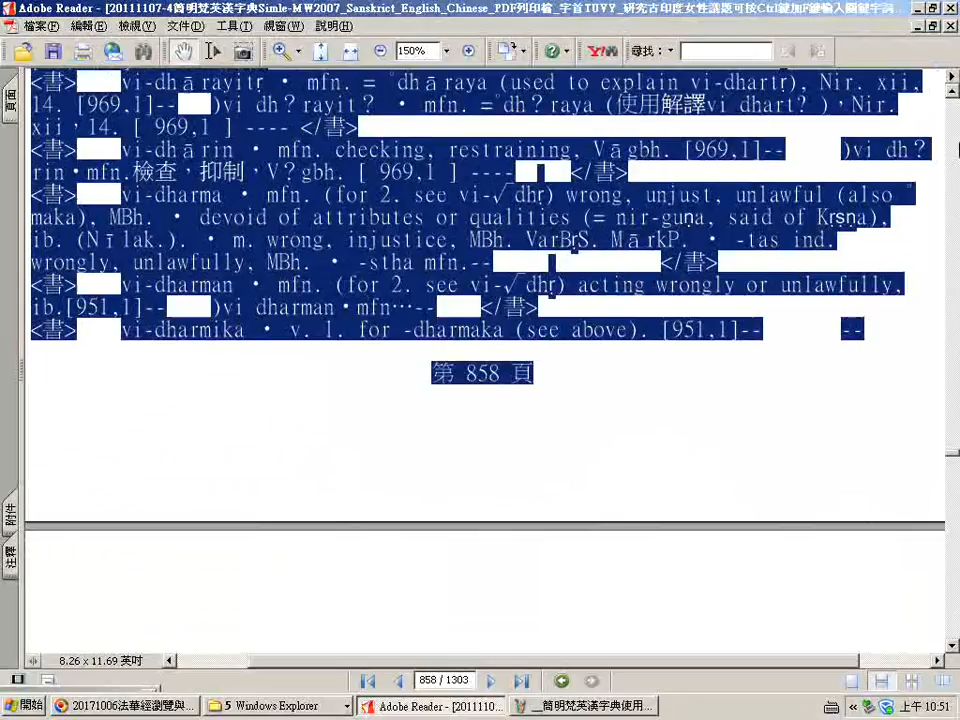 Adobe Reader - [20111107-4簡明梵英漢字典Simle-MW2007_Sanskrict_English_Chinese_PDF列印檔_字首TUVY_研究古印度女性議題可按Ctrl鍵加F鍵輸入關鍵字詞...
檔案(F) 編輯(E) 檢視(V) 文件(D) 工具(T) 視窗(W) 說明(H)
150% 尋找：
頁面
<書> vi-dhārayitṛ • mfn. = °dhāraya (used to explain vi-dhartṛ), Nir. xii,
14. [969,1]-- )vi dh？rayit？ • mfn. =°dh？raya (使用解譯vi dhart？ )，Nir.
xii，14. [ 969,1 ] ---- </書>
<書> vi-dhārin • mfn. checking, restraining, Vāgbh. [969,1]-- )vi dh？
rin•mfn.檢查，抑制，V？gbh. [ 969,1 ] ---- </書>
<書> vi-dharma • mfn. (for 2. see vi-√dhṛ) wrong, unjust, unlawful (also °
maka), MBh. • devoid of attributes or qualities (= nir-guṇa, said of Kṛṣṇa),
ib. (Nīlak.). • m. wrong, injustice, MBh. VarBṛS. MārkP. • -tas ind.
wrongly, unlawfully, MBh. • -stha mfn.-- </書>
<書> vi-dharman • mfn. (for 2. see vi-√dhṛ) acting wrongly or unlawfully,
ib.[951,1]-- )vi dharman•mfn…-- </書>
<書> vi-dharmika • v. l. for -dharmaka (see above). [951,1]-- --
第 858 頁
附件
注釋
8.26 x 11.69 英吋
858 / 1303
開始 20171006法華經瀏覽與... 5 Windows Explorer Adobe Reader - [2011110... __簡明梵英漢字典使用... 上午 10:51